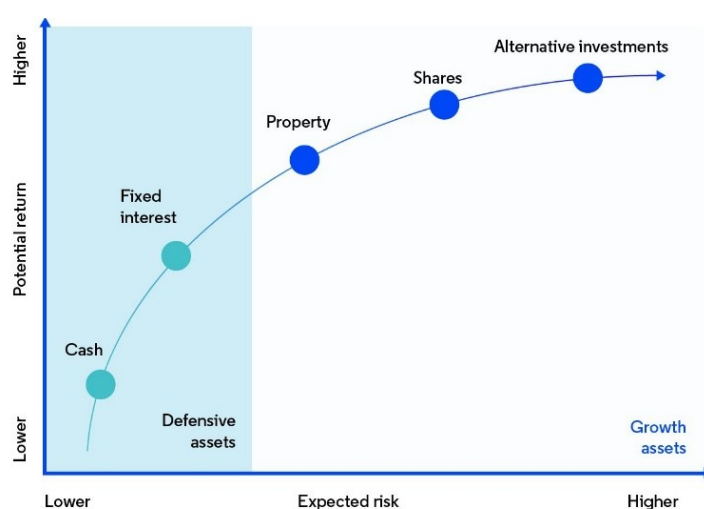 Higher
Potential return
Lower
Alternative investments
Shares
Property
Fixed
interest
Cash
Defensive
assets
Growth
assets
Lower
Expected risk
Higher